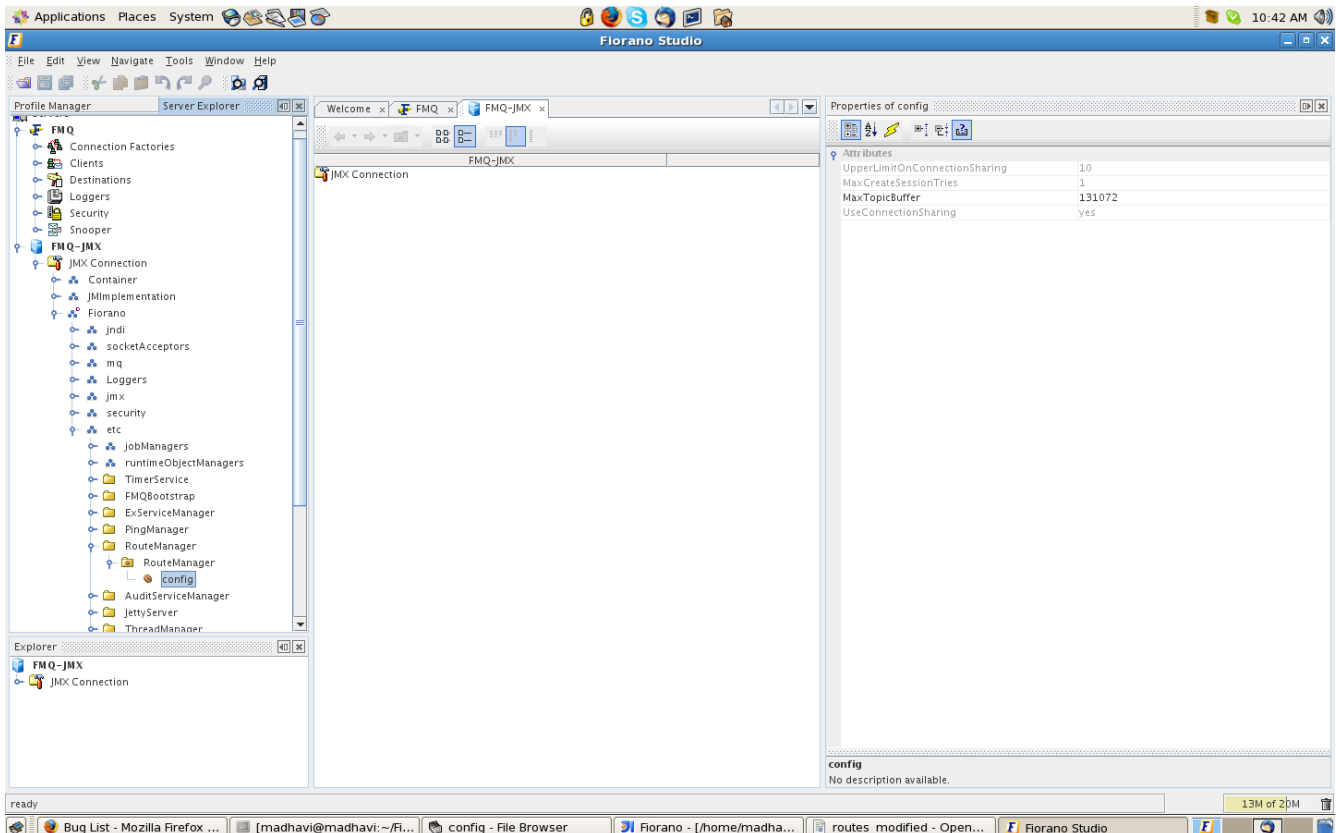 Applications Places System 10:42 AM
Fiorano Studio
File Edit View Navigate Tools Window Help
Profile Manager Server Explorer
FMQ
Connection Factories
Clients
Destinations
Loggers
Security
Snooper
FMQ-JMX
JMX Connection
Container
JMImplementation
Fiorano
jndi
socketAcceptors
mq
Loggers
jmx
security
etc
jobManagers
runtimeObjectManagers
TimerService
FMQBootstrap
ExServiceManager
PingManager
RouteManager
RouteManager
config
AuditServiceManager
JettyServer
ThreadManager
Explorer
FMQ-JMX
JMX Connection
Welcome FMQ FMQ-JMX
FMQ-JMX
JMX Connection
Properties of config
Attributes
UpperLimitOnConnectionSharing 10
MaxCreateSessionTries 1
MaxTopicBuffer 131072
UseConnectionSharing yes
config
No description available.
ready 13M of 20M
Bug List - Mozilla Firefox ... [madhavi@madhavi:~/Fi... config - File Browser Fiorano - [/home/madha... routes_modified - Open... Fiorano Studio